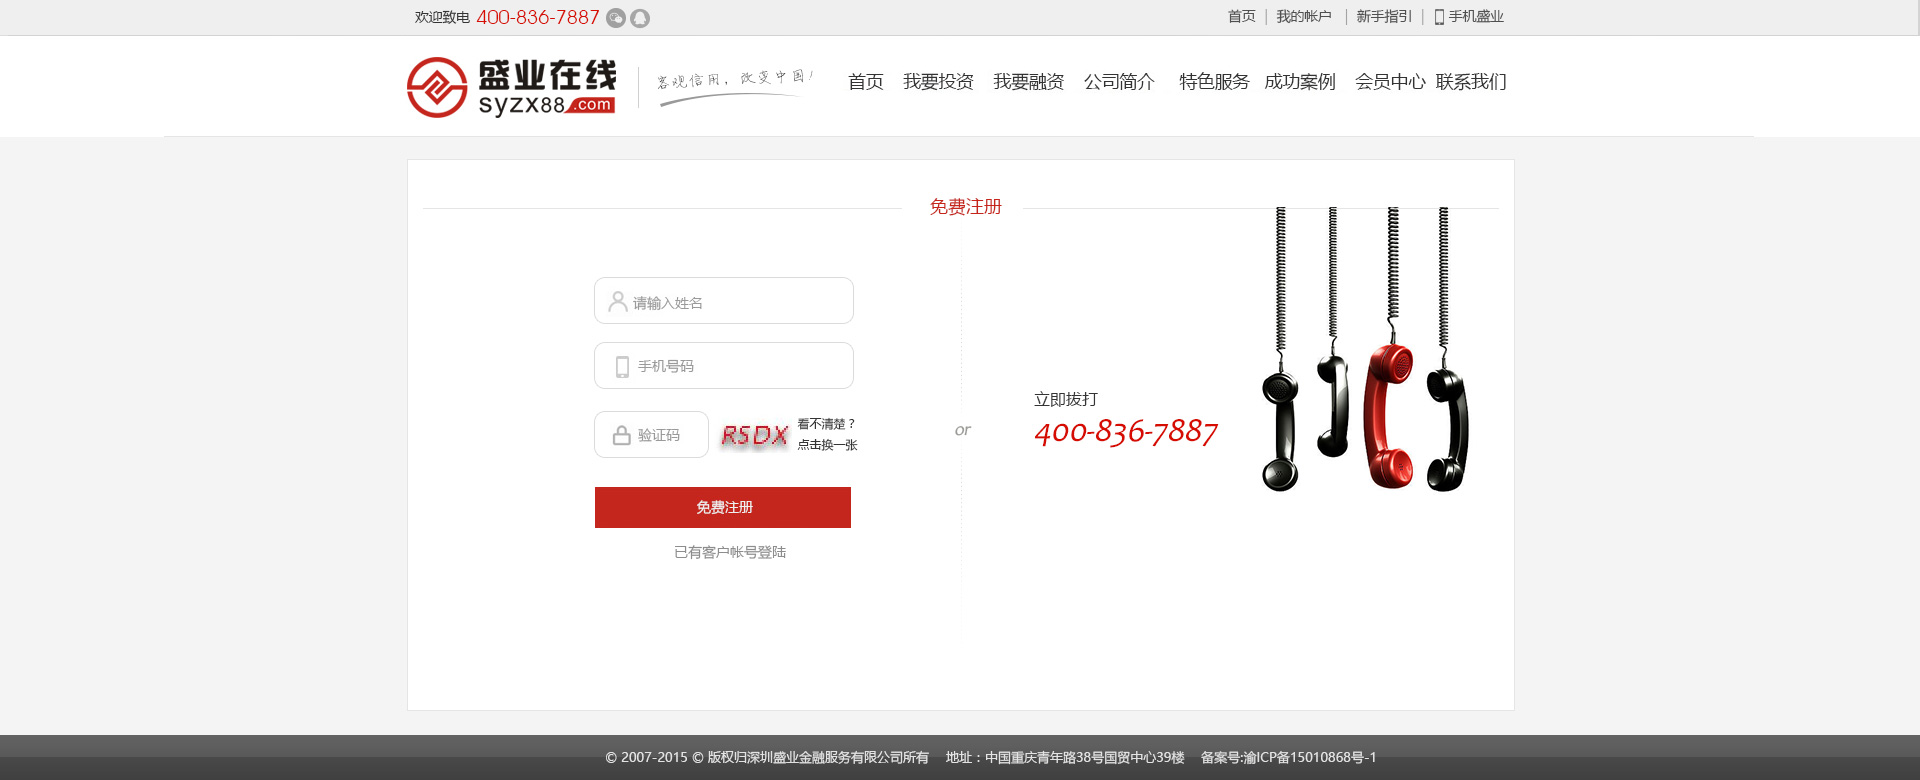 欢迎致电 400-836-7887
首页 | 我的帐户 | 新手指引 | 手机盛业
盛业在线
syzx88.com
客观信用，改变中国！
首页 我要投资 我要融资 公司简介 特色服务 成功案例 会员中心 联系我们
免费注册
请输入姓名
手机号码
验证码
RSDX
看不清楚？
点击换一张
免费注册
已有客户帐号登陆
or
立即拔打
400-836-7887
© 2007-2015 © 版权归深圳盛业金融服务有限公司所有 地址：中国重庆青年路38号国贸中心39楼 备案号:渝ICP备15010868号-1